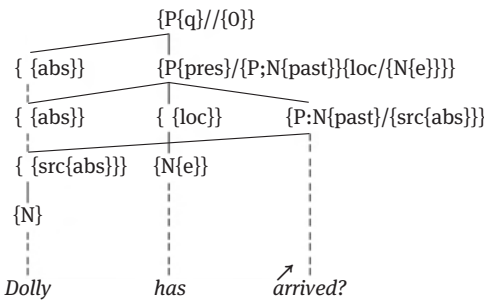 {P{q}//{0}}
{ {abs}} {P{pres}/{P;N{past}}{loc/{N{e}}}}
{ {abs}} { {loc}} {P:N{past}/{src{abs}}}
{ {src{abs}}} {N{e}}
{N}
Dolly has arrived?